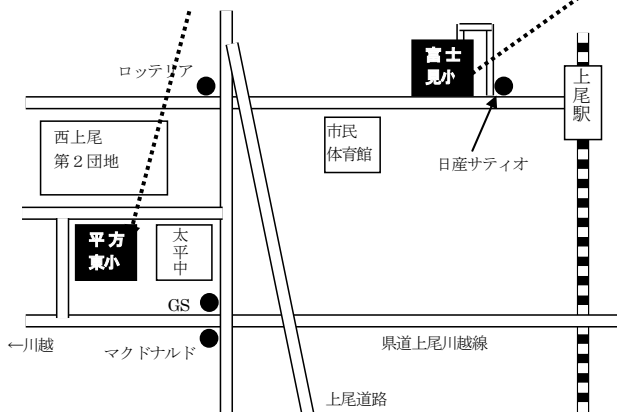 富士
見小
ロッテリア
上尾駅
西上尾
第２団地
市民
体育館
日産サティオ
平方
東小
太平中
GS
←川越
マクドナルド
県道上尾川越線
上尾道路